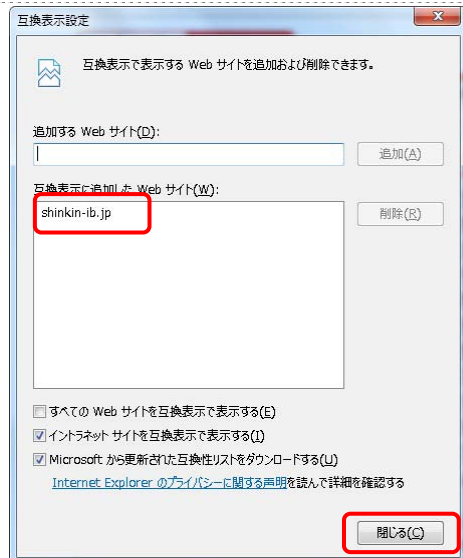 互換表示設定
互換表示で表示する Web サイトを追加および削除できます。
追加する Web サイト(D):
追加(A)
互換表示に追加した Web サイト(W):
shinkin-ib.jp
削除(R)
すべての Web サイトを互換表示で表示する(E)
イントラネット サイトを互換表示で表示する(I)
Microsoft から更新された互換性リストをダウンロードする(U)
Internet Explorer のプライバシーに関する声明を読んで詳細を確認する
閉じる(C)